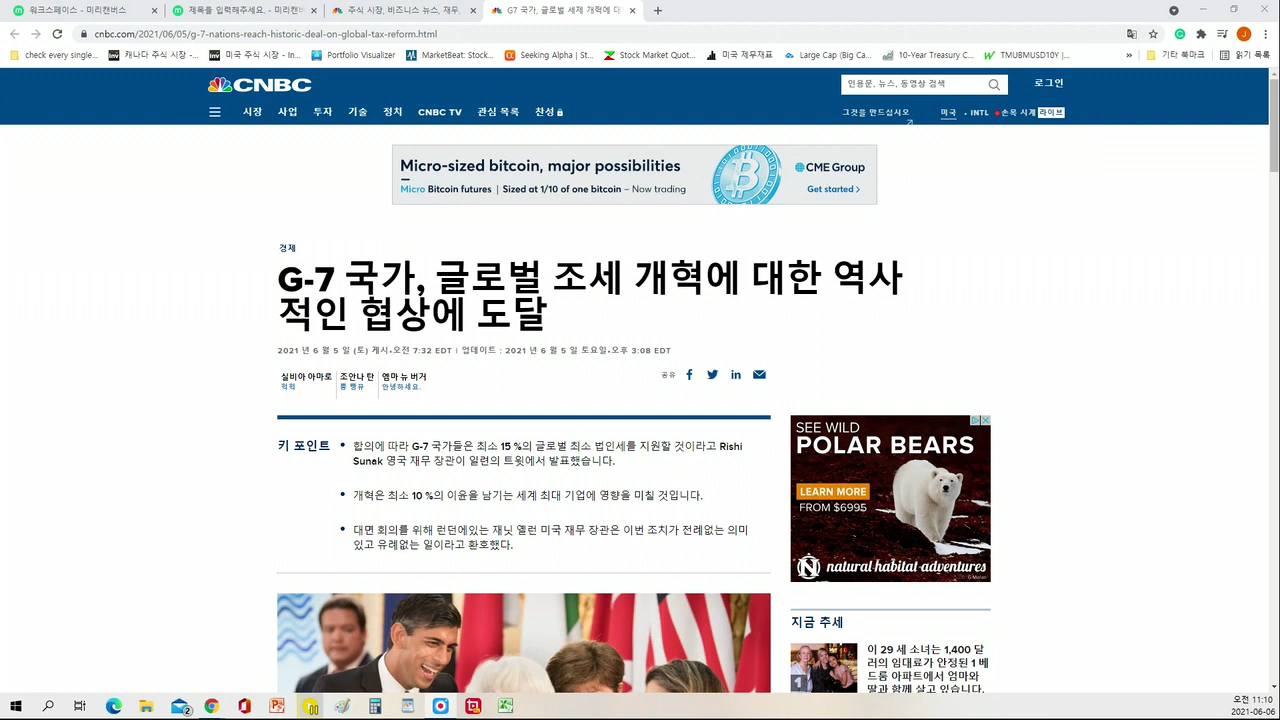 워크스페이스 - 미리캔버스
제목을 입력해주세요. - 미리캔버
주식 시장, 비즈니스 뉴스, 재무,
G7 국가, 글로벌 세제 개혁에 대
cnbc.com/2021/06/05/g-7-nations-reach-historic-deal-on-global-tax-reform.html
check every single...
캐나다 주식 시장 -...
미국 주식 시장 - In...
Portfolio Visualizer
MarketBeat: Stock...
Seeking Alpha | St...
Stock Market Quot...
미국 재무제표
Large Cap (Big Ca...
10-Year Treasury C...
TMUBMUSD10Y |...
»
기타 북마크
읽기 목록
CNBC
인용문, 뉴스, 동영상 검색
로그인
시장 사업 투자 기술 정치 CNBC TV 관심 목록 찬성
그것을 만드십시오
미국 • INTL
손목 시계 라이브
Micro-sized bitcoin, major possibilities
Micro Bitcoin futures | Sized at 1/10 of one bitcoin – Now trading
CME Group
Get started >
경제
G-7 국가, 글로벌 조세 개혁에 대한 역사
적인 협상에 도달
2021 년 6 월 5 일 (토) 게시•오전 7:32 EDT | 업데이트 : 2021 년 6 월 5 일 토요일•오후 3:08 EDT
실비아 아마로
조안나 탄
엠마 뉴 버거
안녕하세요.
공유
키 포인트
합의에 따라 G-7 국가들은 최소 15 %의 글로벌 최소 법인세를 지원할 것이라고 Rishi
Sunak 영국 재무 장관이 일련의 트윗에서 발표했습니다.
개혁은 최소 10 %의 이윤을 남기는 세계 최대 기업에 영향을 미칠 것입니다.
대면 회의를 위해 런던에있는 재닛 옐런 미국 재무 장관은 이번 조치가 전례없는 의미
있고 유례없는 일이라고 환호했다.
SEE WILD
POLAR BEARS
LEARN MORE
FROM $6995
natural habitat adventures
지금 추세
1
이 29 세 소녀는 1,400 달
러의 임대료가 안정된 1 베
드룸 아파트에서 엄마와
딸과 함께 살고 있습니다.
오전 11:10
2021-06-06